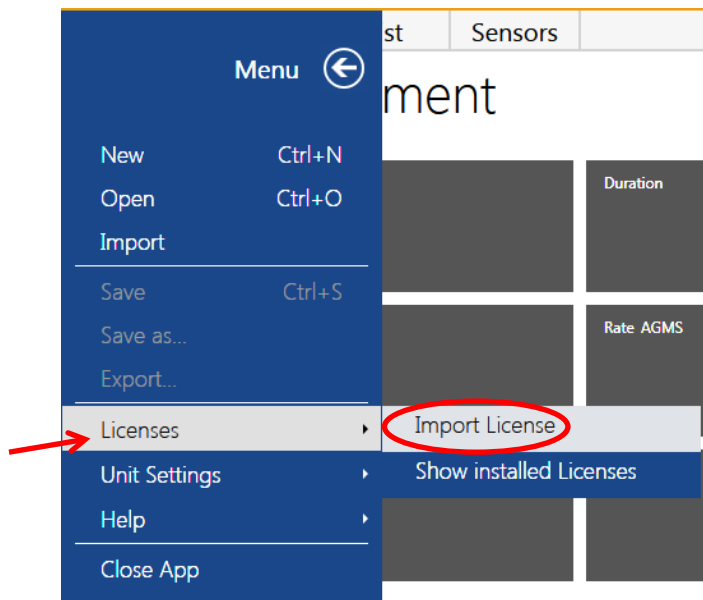 st
Sensors
Menu
ment
New Ctrl+N
Open Ctrl+O
Import
Save Ctrl+S
Save as...
Export...
Licenses
Import License
Show installed Licenses
Unit Settings
Help
Close App
Duration
Rate AGMS